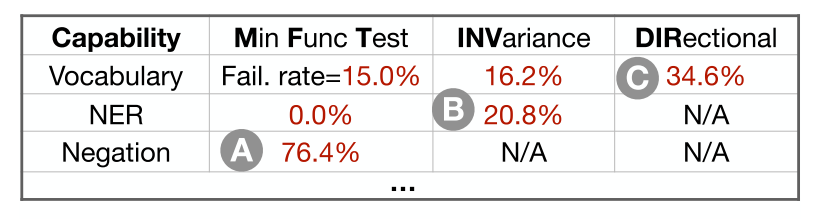 Capability Min Func Test INVariance DIRectional
Vocabulary Fail. rate=15.0% 16.2% C 34.6%
NER 0.0% B 20.8% N/A
Negation A 76.4% N/A N/A
...